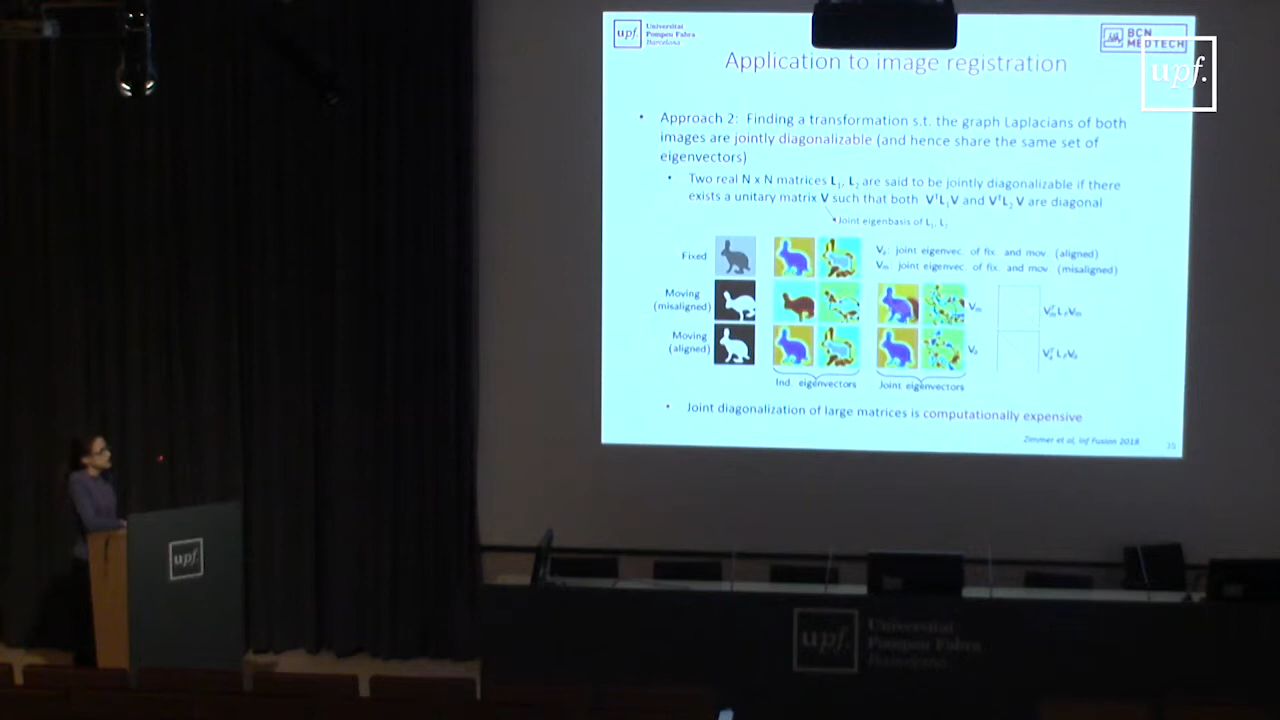 upf.
Universitat
Pompeu Fabra
Barcelona
BCN
MEDTECH
upf.
Application to image registration
• Approach 2: Finding a transformation s.t. the graph Laplacians of both
images are jointly diagonalizable (and hence share the same set of
eigenvectors)
• Two real N x N matrices L₁, L₂ are said to be jointly diagonalizable if there
exists a unitary matrix V such that both VᵀL₁V and VᵀL₂V are diagonal
Joint eigenbasis of L₁, L₂
Fixed
Moving
(misaligned)
Moving
(aligned)
Vₐ: joint eigenvec. of fix. and mov. (aligned)
Vₘ: joint eigenvec. of fix. and mov. (misaligned)
Vₘ
Vₐ
Ind. eigenvectors
Joint eigenvectors
• Joint diagonalization of large matrices is computationally expensive
Zimmer et al, Inf Fusion 2018
upf.
upf.
Universitat
Pompeu Fabra
Barcelona